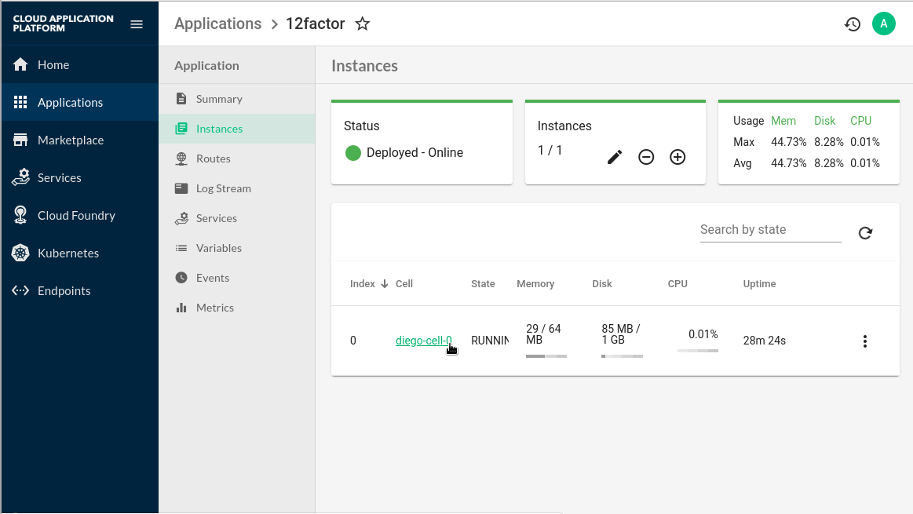 CLOUD APPLICATION
PLATFORM
Applications > 12factor
A
Home
Applications
Marketplace
Services
Cloud Foundry
Kubernetes
Endpoints
Application
Summary
Instances
Routes
Log Stream
Services
Variables
Events
Metrics
Instances
Status
Deployed - Online
Instances
1 / 1
Usage Mem Disk CPU
Max 44.73% 8.28% 0.01%
Avg 44.73% 8.28% 0.01%
Search by state
Index Cell State Memory Disk CPU Uptime
0 diego-cell-0 RUNNIN 29 / 64 MB 85 MB / 1 GB 0.01% 28m 24s